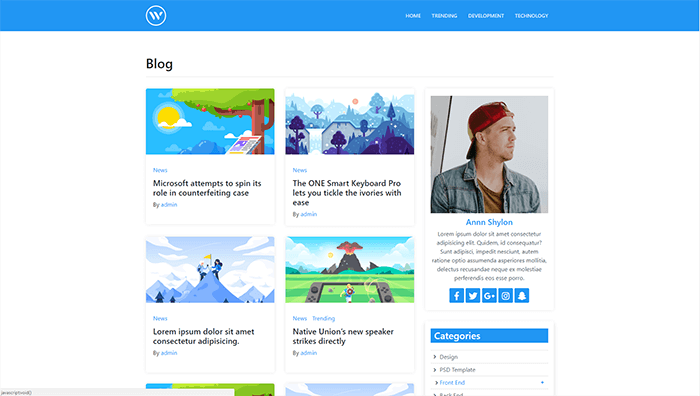 W
HOME TRENDING DEVELOPMENT TECHNOLOGY
Blog
News
Microsoft attempts to spin its
role in counterfeiting case
By admin
News
The ONE Smart Keyboard Pro
lets you tickle the ivories with
ease
By admin
News
Lorem ipsum dolor sit amet
consectetur adipisicing.
By admin
News Trending
Native Union's new speaker
strikes directly
By admin
Annn Shylon
Lorem ipsum dolor sit amet consectetur
adipisicing elit. Quidem, id consequatur?
Sunt adipisci, impedit nesciunt, autem
ratione optio assumenda asperiores mollitia,
delectus recusandae neque ex molestiae
perferendis eos esse porro.
f G+
Categories
Design
PSD Template
Front End +
Back End
javascript:void()